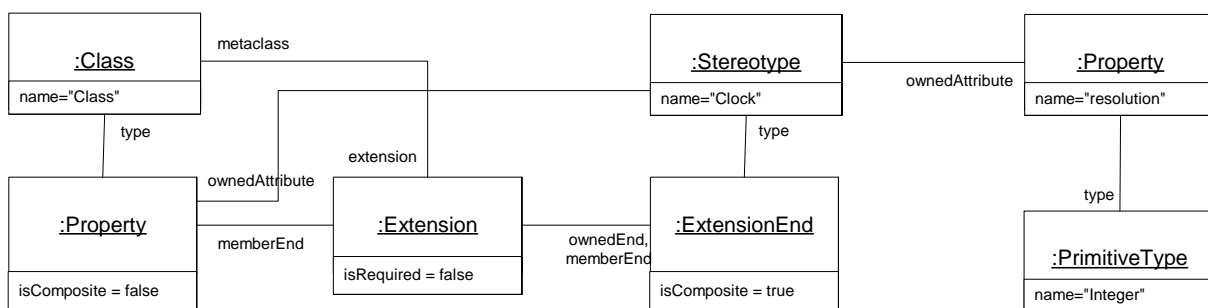 :Class
name="Class"
metaclass
:Stereotype
name="Clock"
ownedAttribute
:Property
name="resolution"
type
type
extension
ownedAttribute
:Property
isComposite = false
memberEnd
:Extension
isRequired = false
ownedEnd,
memberEnd
:ExtensionEnd
isComposite = true
type
:PrimitiveType
name="Integer"